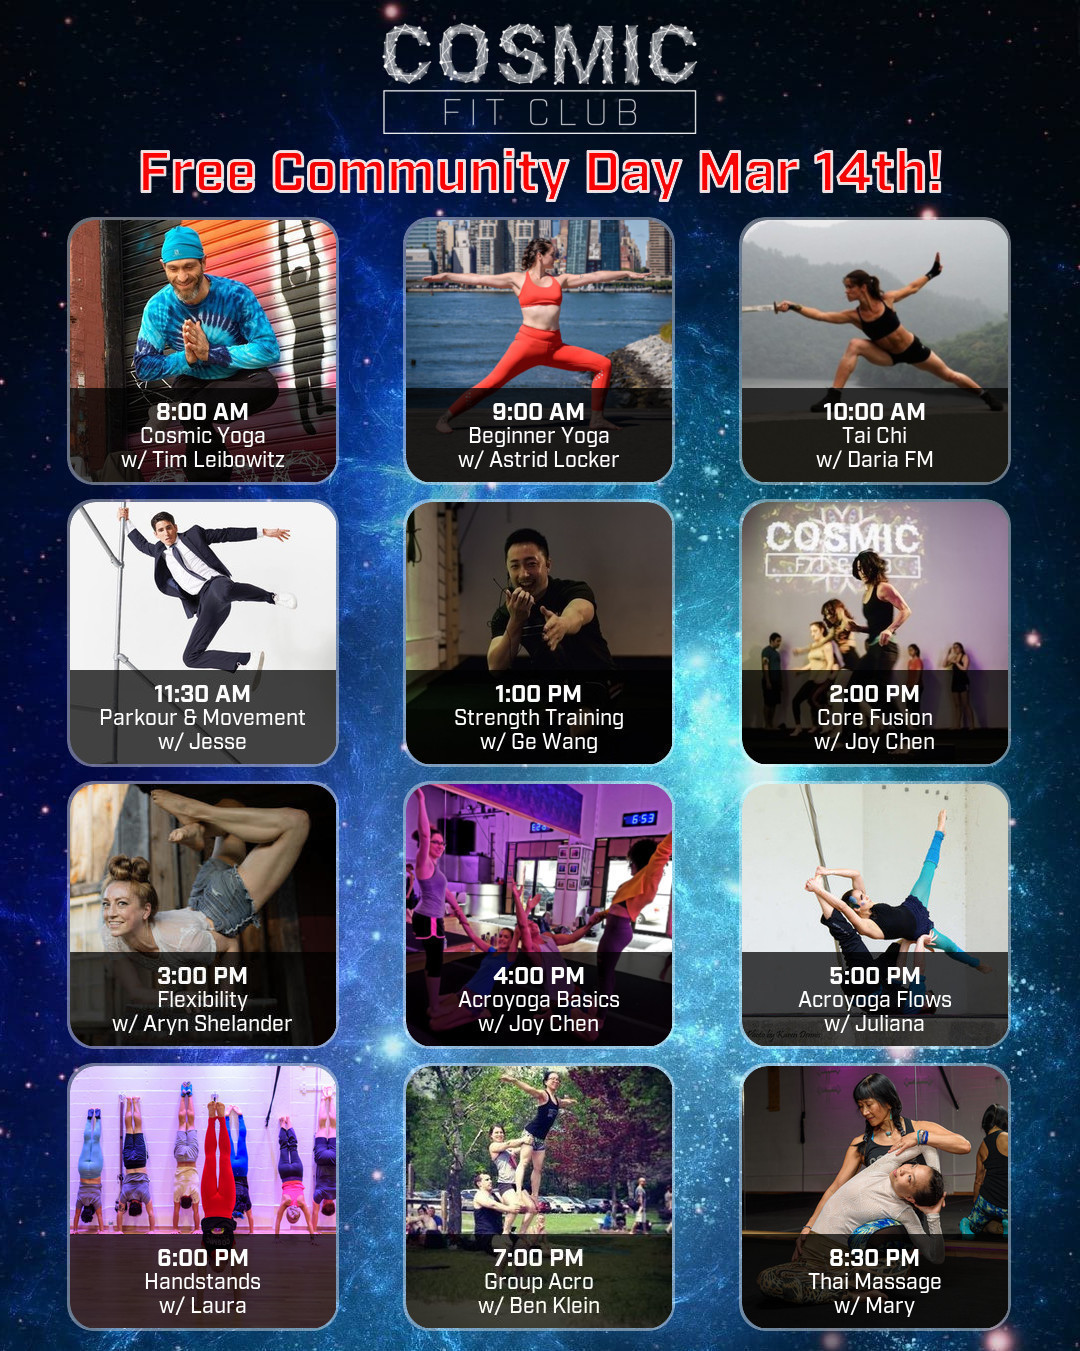 COSMIC
FIT CLUB
Free Community Day Mar 14th!
8:00 AM
Cosmic Yoga
w/ Tim Leibowitz
9:00 AM
Beginner Yoga
w/ Astrid Locker
10:00 AM
Tai Chi
w/ Daria FM
11:30 AM
Parkour & Movement
w/ Jesse
1:00 PM
Strength Training
w/ Ge Wang
COSMIC
2:00 PM
Core Fusion
w/ Joy Chen
3:00 PM
Flexibility
w/ Aryn Shelander
6:53
4:00 PM
Acroyoga Basics
w/ Joy Chen
5:00 PM
Acroyoga Flows
w/ Juliana
Photo by Karen
6:00 PM
Handstands
w/ Laura
7:00 PM
Group Acro
w/ Ben Klein
8:30 PM
Thai Massage
w/ Mary